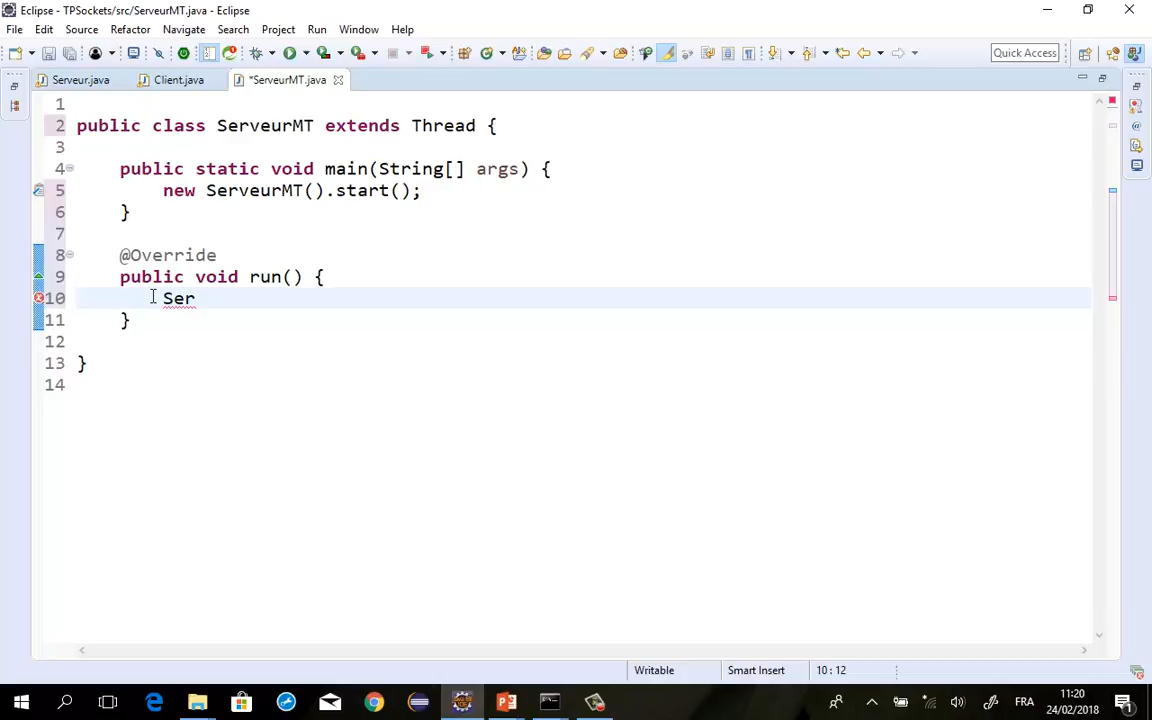 Eclipse - TPSockets/src/ServeurMT.java - Eclipse
File Edit Source Refactor Navigate Search Project Run Window Help
Quick Access
Serveur.java Client.java *ServeurMT.java
1
2 public class ServeurMT extends Thread {
3
4 public static void main(String[] args) {
5 new ServeurMT().start();
6 }
7
8 @Override
9 public void run() {
10 Ser
11 }
12
13 }
14
Writable Smart Insert 10 : 12
FRA 11:20
24/02/2018